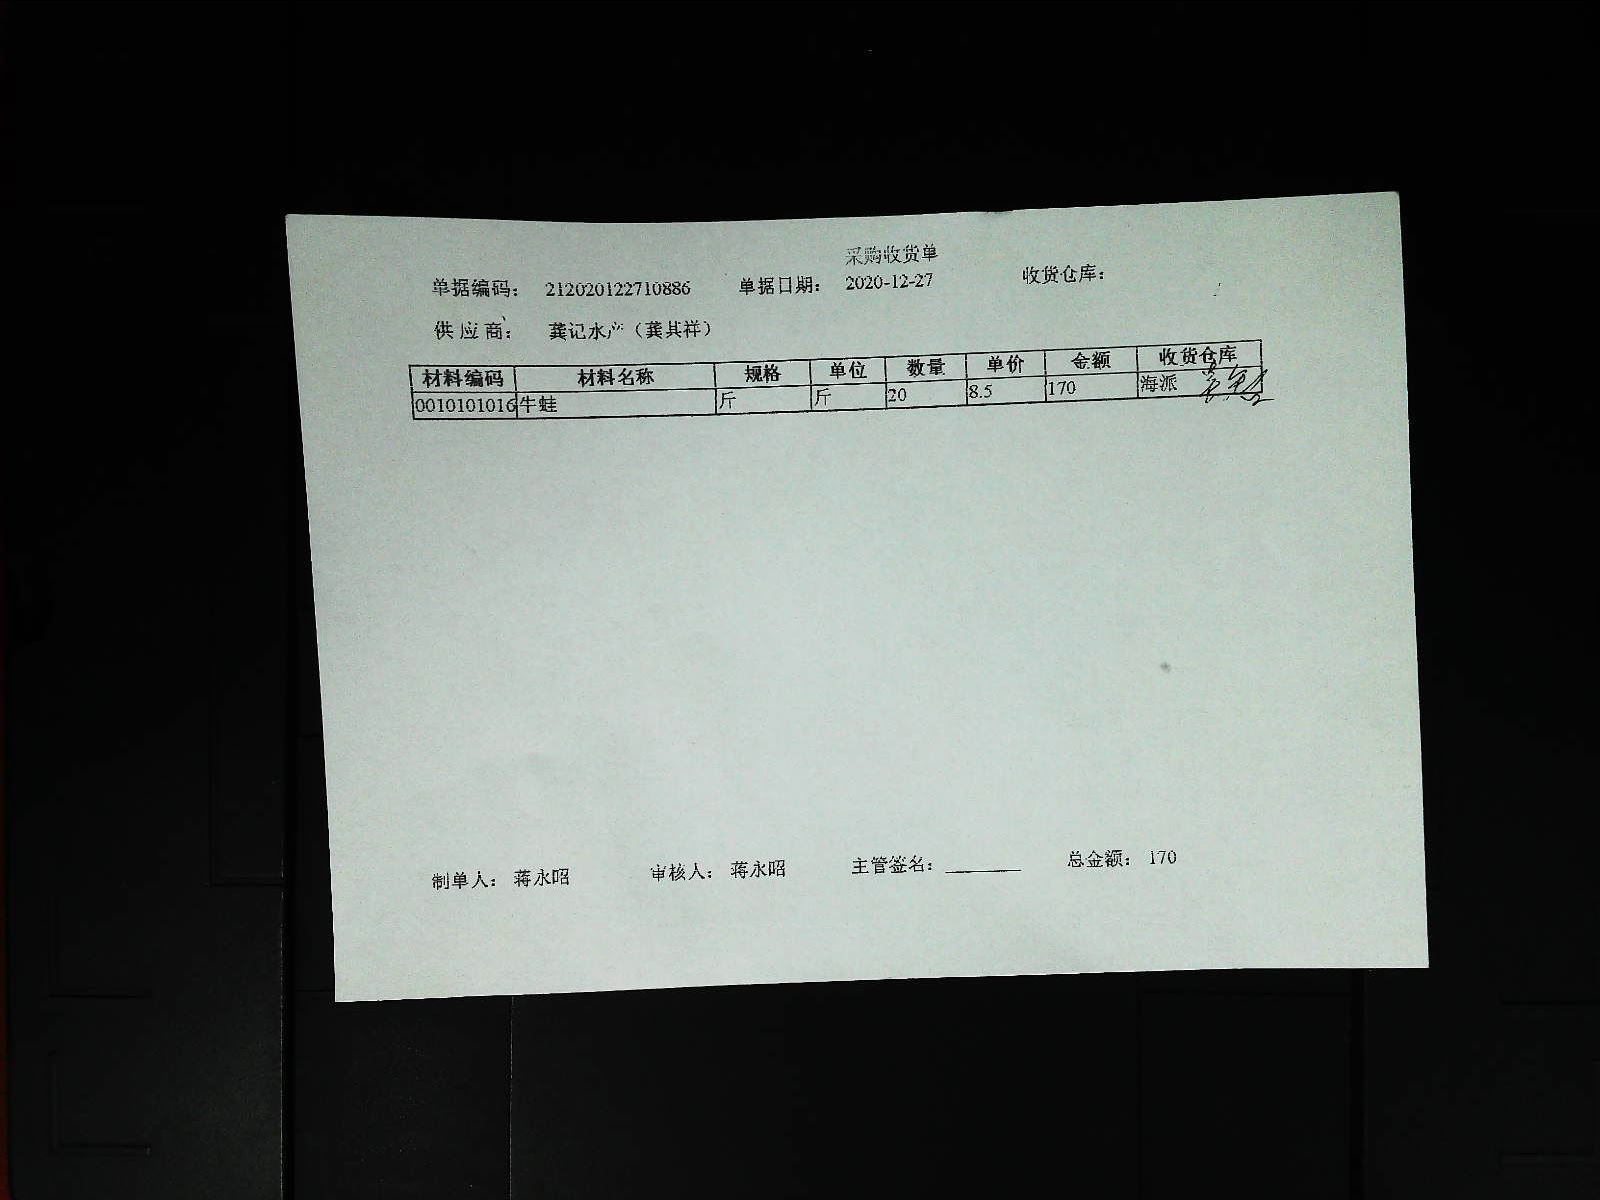 采购收货单
单据编码： 212020122710886 单据日期： 2020-12-27 收货仓库：
供应商： 龚记水产（龚其祥）
材料编码 材料名称 规格 单位 数量 单价 金额 收货仓库
0010101016 牛蛙 斤 斤 20 8.5 170 海派
制单人： 蒋永昭 审核人： 蒋永昭 主管签名： ______ 总金额： 170